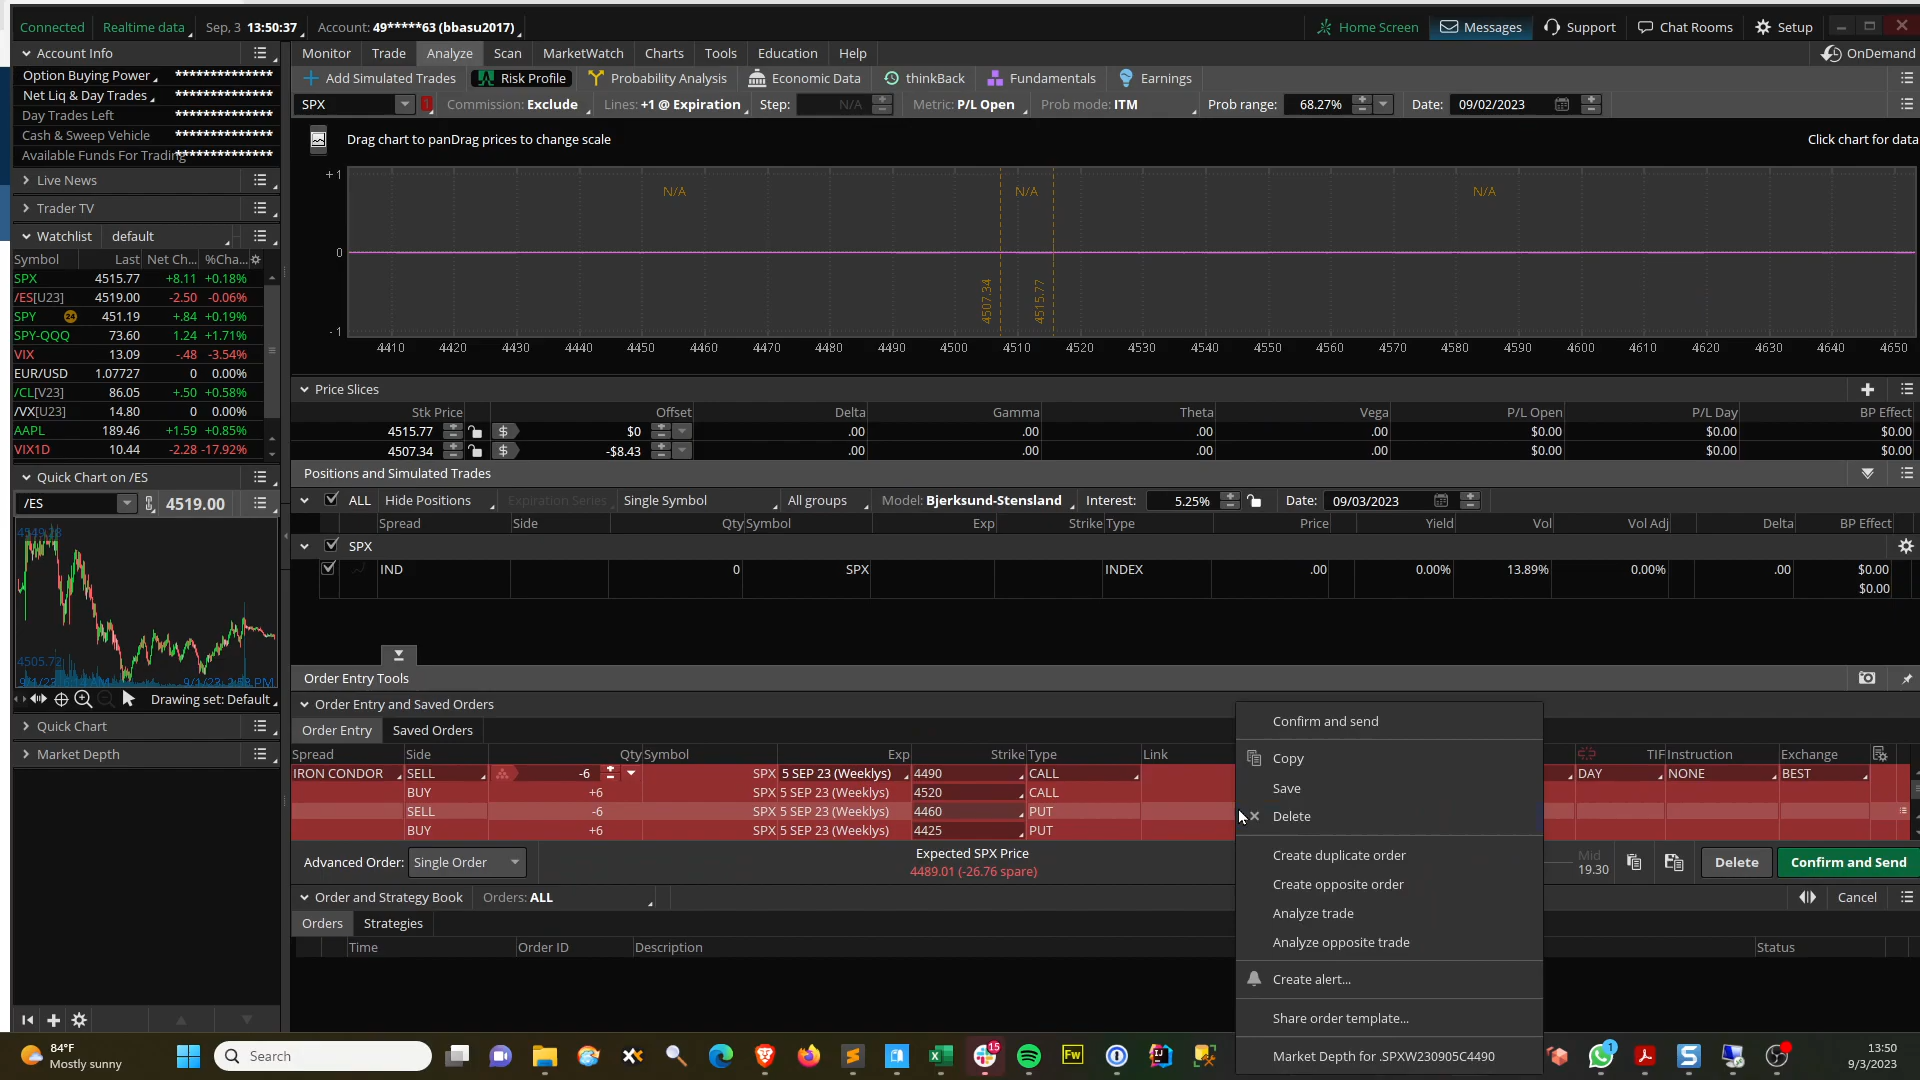 Connected Realtime data Sep, 3 13:50:37 Account: 49*****63 (bbasu2017) Home Screen Messages Support Chat Rooms Setup
Account Info Monitor Trade Analyze Scan MarketWatch Charts Tools Education Help OnDemand
Option Buying Power **************
Net Liq & Day Trades **************
Day Trades Left **************
Cash & Sweep Vehicle **************
Available Funds For Trading **************
Live News
Trader TV
Watchlist default
Symbol Last Net Ch... %Cha...
SPX 4515.77 +8.11 +0.18%
/ES[U23] 4519.00 -2.50 -0.06%
SPY 24 451.19 +.84 +0.19%
SPY-QQQ 73.60 1.24 +1.71%
VIX 13.09 -.48 -3.54%
EUR/USD 1.07727 0 0.00%
/CL[V23] 86.05 +.50 +0.58%
/VX[U23] 14.80 0 0.00%
AAPL 189.46 +1.59 +0.85%
VIX1D 10.44 -2.28 -17.92%
Quick Chart on /ES
/ES 4519.00
4549.28
4505.72
9/1/23, 2:58 PM
Drawing set: Default
Quick Chart
Market Depth
Add Simulated Trades Risk Profile Probability Analysis Economic Data thinkBack Fundamentals Earnings
SPX 1 Commission: Exclude Lines: +1 @ Expiration Step: N/A Metric: P/L Open Prob mode: ITM Prob range: 68.27% Date: 09/02/2023
Drag chart to panDrag prices to change scale Click chart for data
+1
N/A N/A N/A
0
4507.34 4515.77
-1
4410 4420 4430 4440 4450 4460 4470 4480 4490 4500 4510 4520 4530 4540 4550 4560 4570 4580 4590 4600 4610 4620 4630 4640 4650
Price Slices
Stk Price Offset Delta Gamma Theta Vega P/L Open P/L Day BP Effect
4515.77 $ $0 .00 .00 .00 .00 $0.00 $0.00 $0.00
4507.34 $ -$8.43 .00 .00 .00 .00 $0.00 $0.00 $0.00
Positions and Simulated Trades
ALL Hide Positions Expiration Series Single Symbol All groups Model: Bjerksund-Stensland Interest: 5.25% Date: 09/03/2023
Spread Side Qty Symbol Exp Strike Type Price Yield Vol Vol Adj Delta BP Effect
SPX
IND 0 SPX INDEX .00 0.00% 13.89% 0.00% .00 $0.00
$0.00
Order Entry Tools
Order Entry and Saved Orders
Order Entry Saved Orders
Spread Side Qty Symbol Exp Strike Type Link TIF Instruction Exchange
IRON CONDOR SELL -6 SPX 5 SEP 23 (Weeklys) 4490 CALL DAY NONE BEST
BUY +6 SPX 5 SEP 23 (Weeklys) 4520 CALL
SELL -6 SPX 5 SEP 23 (Weeklys) 4460 PUT
BUY +6 SPX 5 SEP 23 (Weeklys) 4425 PUT
Advanced Order: Single Order Expected SPX Price Mid Delete Confirm and Send
4489.01 (-26.76 spare) 19.30
Order and Strategy Book Orders: ALL Cancel
Orders Strategies
Time Order ID Description Status
Confirm and send
Copy
Save
Delete
Create duplicate order
Create opposite order
Analyze trade
Analyze opposite trade
Create alert...
Share order template...
Market Depth for .SPXW230905C4490
84°F
Mostly sunny
Search
15
Fw
1
13:50
9/3/2023